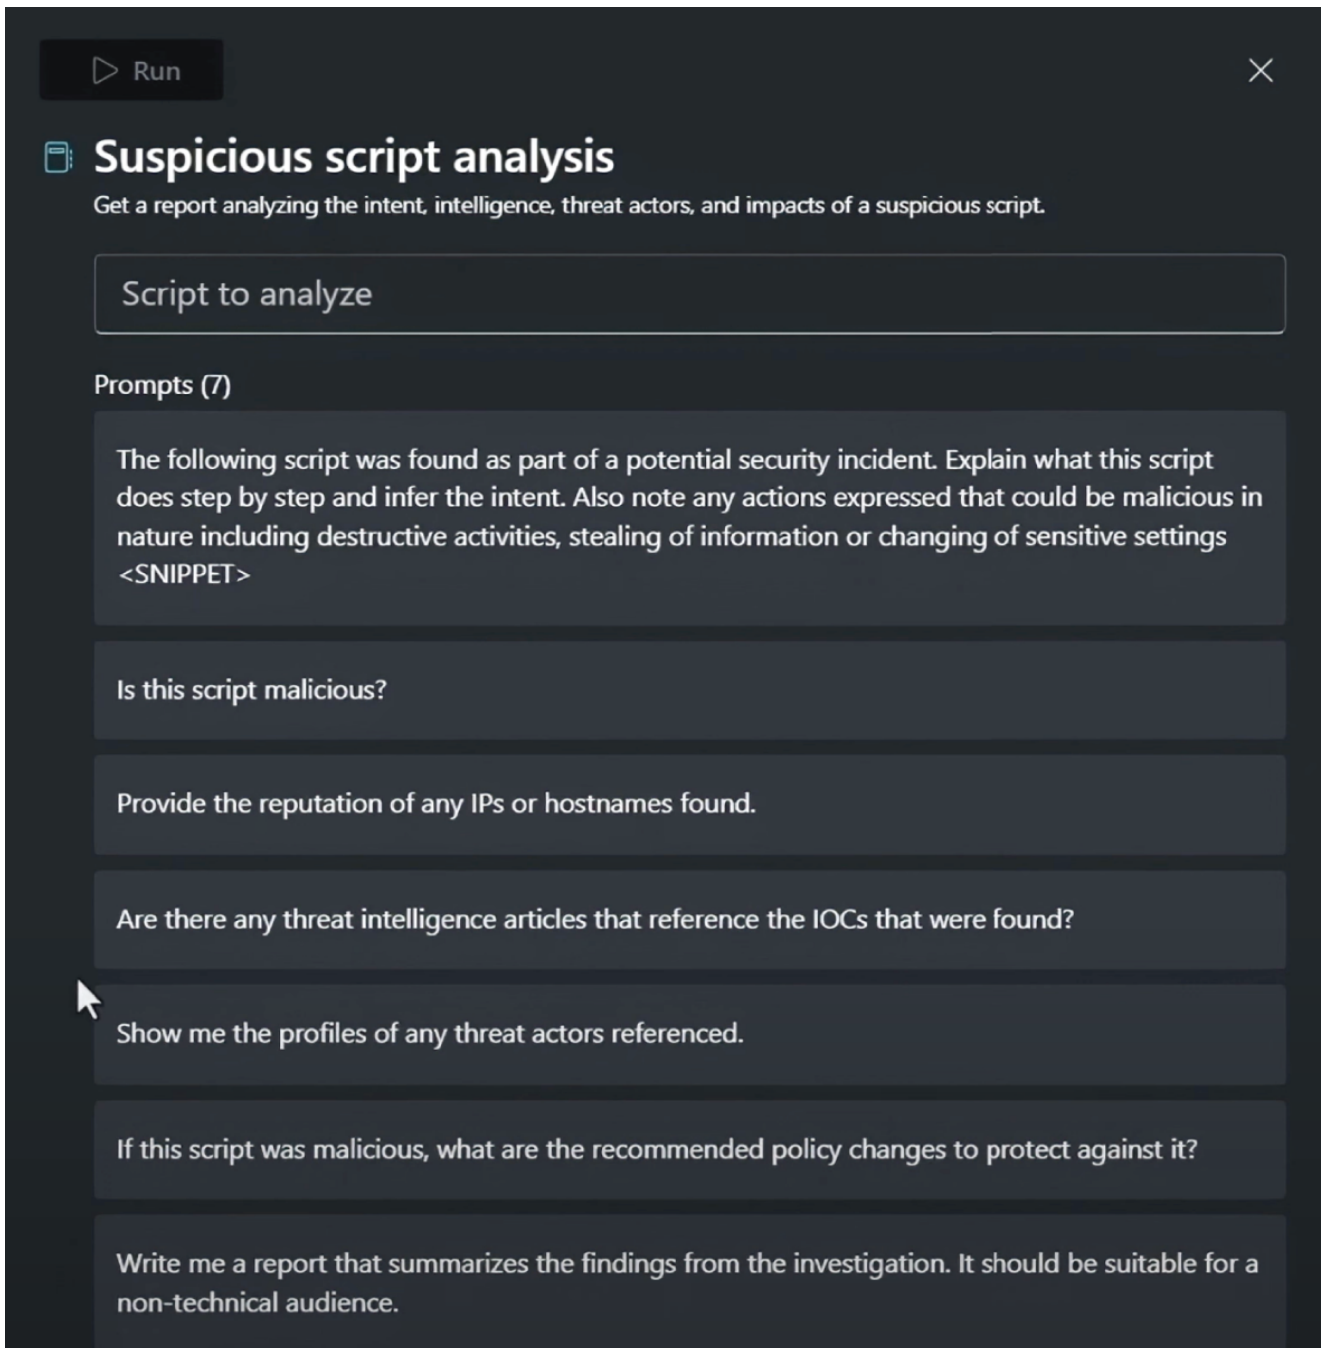 Run
Suspicious script analysis
Get a report analyzing the intent, intelligence, threat actors, and impacts of a suspicious script.
Script to analyze
Prompts (7)
The following script was found as part of a potential security incident. Explain what this script
does step by step and infer the intent. Also note any actions expressed that could be malicious in
nature including destructive activities, stealing of information or changing of sensitive settings
<SNIPPET>
Is this script malicious?
Provide the reputation of any IPs or hostnames found.
Are there any threat intelligence articles that reference the IOCs that were found?
Show me the profiles of any threat actors referenced.
If this script was malicious, what are the recommended policy changes to protect against it?
Write me a report that summarizes the findings from the investigation. It should be suitable for a
non-technical audience.